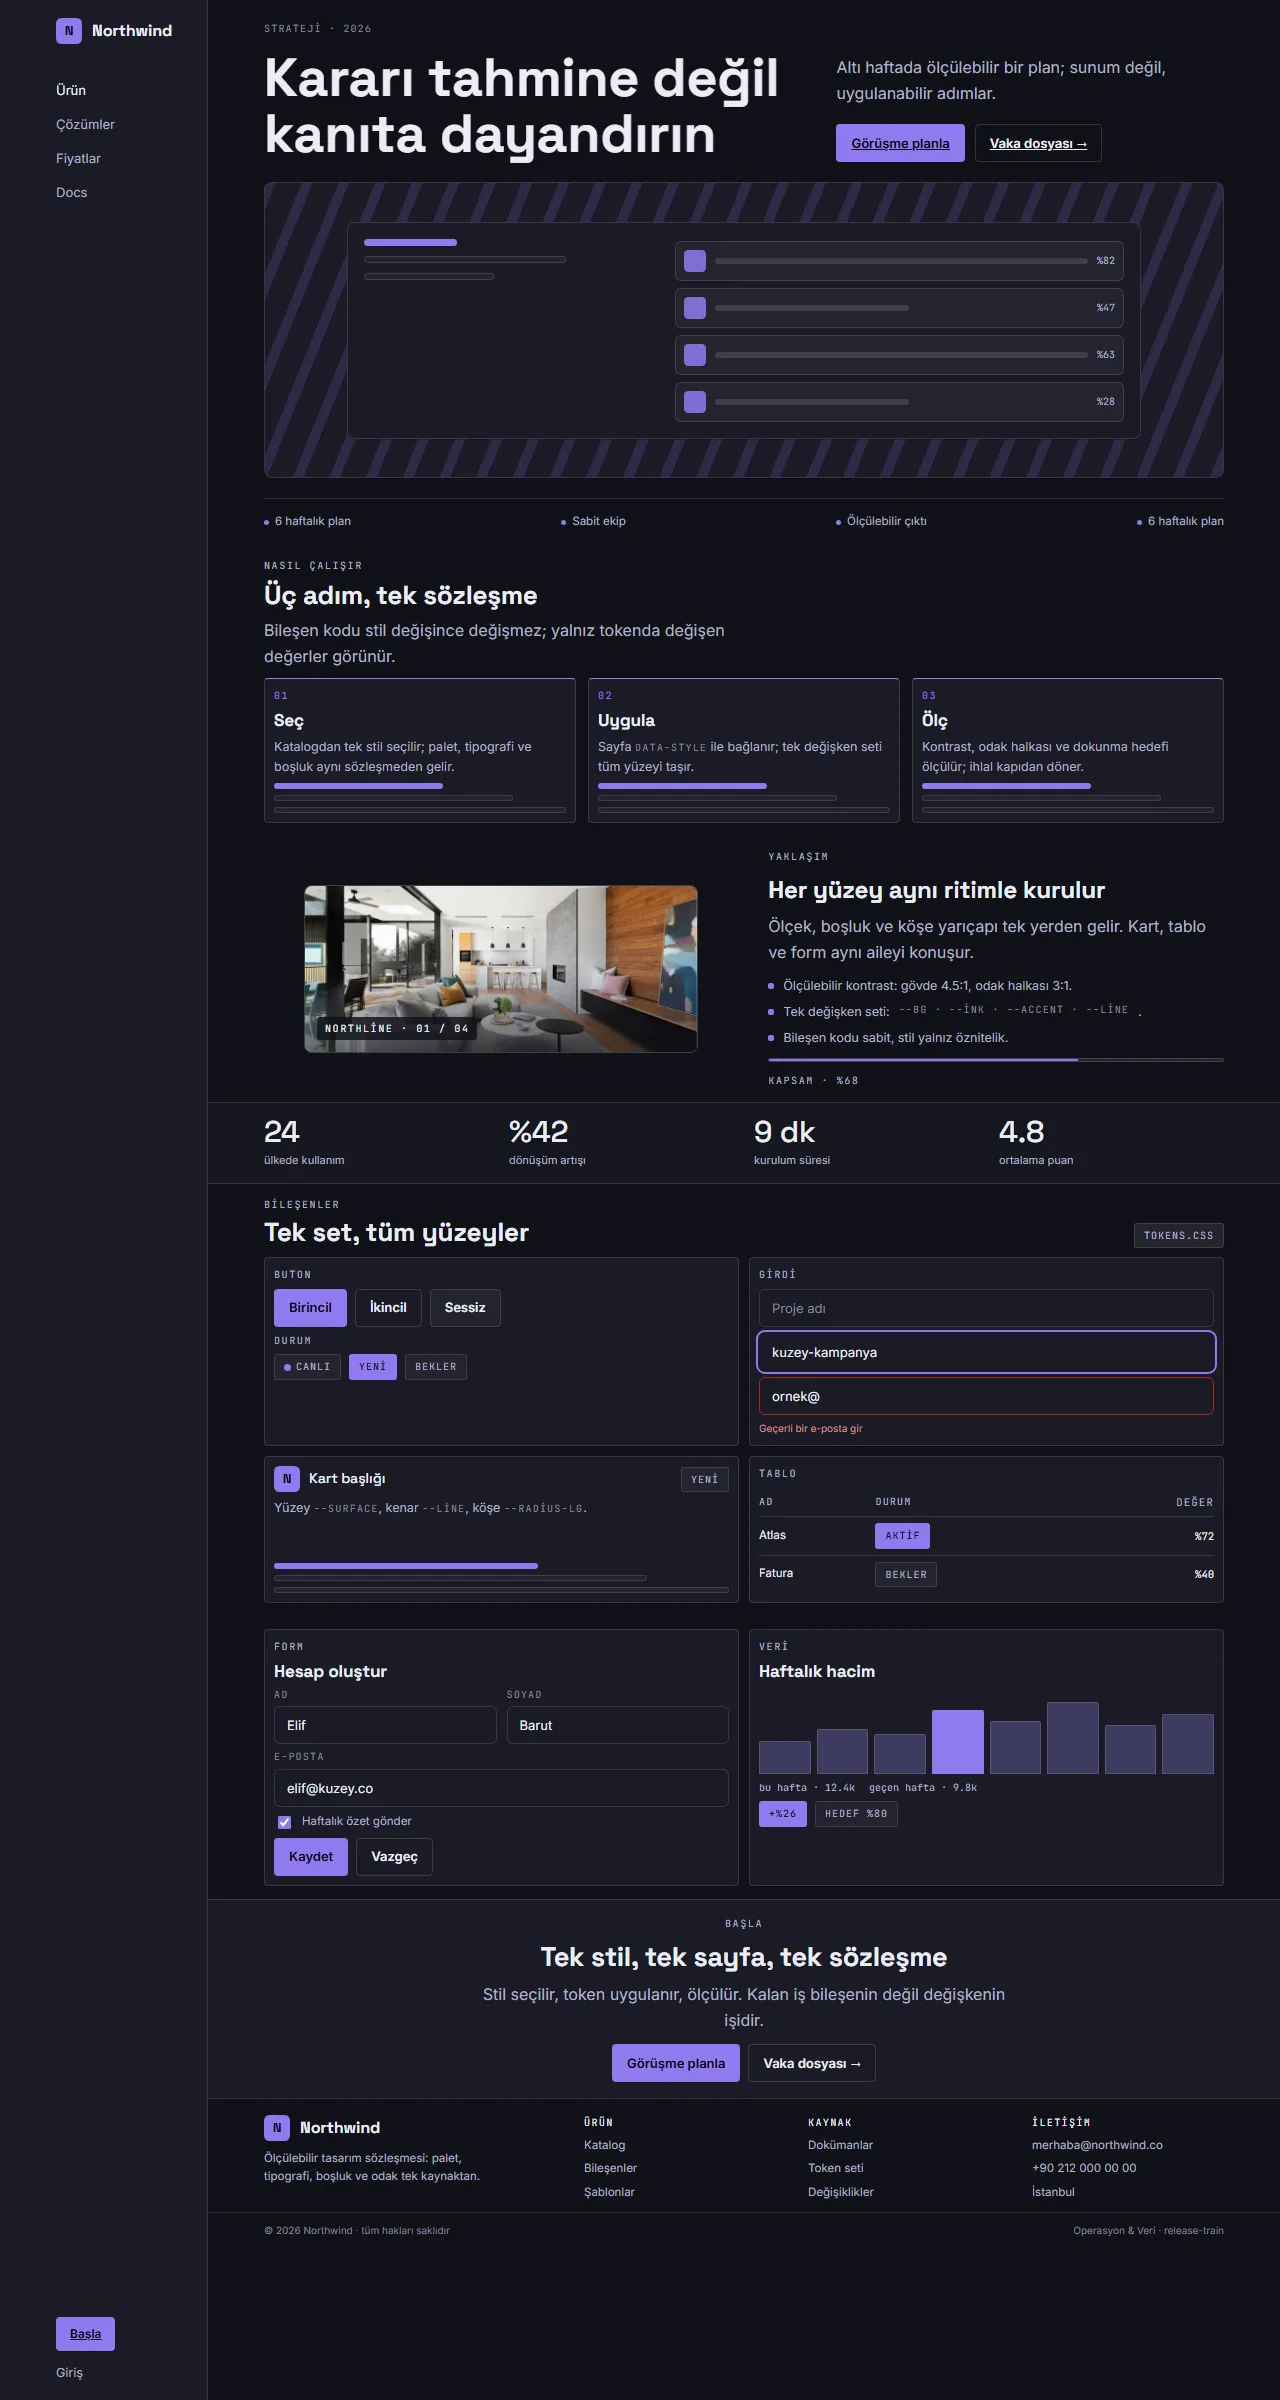 N Northwind
Ürün
Çözümler
Fiyatlar
Docs
STRATEJİ · 2026
Kararı tahmine değil
kanıta dayandırın
Altı haftada ölçülebilir bir plan; sunum değil,
uygulanabilir adımlar.
Görüşme planla
Vaka dosyası →
%82
%47
%63
%28
6 haftalık plan
Sabit ekip
Ölçülebilir çıktı
6 haftalık plan
NASIL ÇALIŞIR
Üç adım, tek sözleşme
Bileşen kodu stil değişince değişmez; yalnız tokenda değişen
değerler görünür.
01
Seç
Katalogdan tek stil seçilir; palet, tipografi ve
boşluk aynı sözleşmeden gelir.
02
Uygula
Sayfa DATA-STYLE ile bağlanır; tek değişken seti
tüm yüzeyi taşır.
03
Ölç
Kontrast, odak halkası ve dokunma hedefi
ölçülür; ihlal kapıdan döner.
NORTHLİNE · 01 / 04
YAKLAŞIM
Her yüzey aynı ritimle kurulur
Ölçek, boşluk ve köşe yarıçapı tek yerden gelir. Kart, tablo
ve form aynı aileyi konuşur.
Ölçülebilir kontrast: gövde 4.5:1, odak halkası 3:1.
Tek değişken seti: --BG · --İNK · --ACCENT · --LİNE .
Bileşen kodu sabit, stil yalnız öznitelik.
KAPSAM · %68
24
ülkede kullanım
%42
dönüşüm artışı
9 dk
kurulum süresi
4.8
ortalama puan
BİLEŞENLER
Tek set, tüm yüzeyler
TOKENS.CSS
BUTON
Birincil
İkincil
Sessiz
DURUM
CANLI
YENİ
BEKLER
GİRDİ
Proje adı
kuzey-kampanya
ornek@
Geçerli bir e-posta gir
N Kart başlığı
YENİ
Yüzey --SURFACE, kenar --LİNE, köşe --RADİUS-LG.
TABLO
AD DURUM DEĞER
Atlas AKTİF %72
Fatura BEKLER %40
FORM
Hesap oluştur
AD
SOYAD
Elif
Barut
E-POSTA
elif@kuzey.co
Haftalık özet gönder
Kaydet
Vazgeç
VERİ
Haftalık hacim
bu hafta · 12.4k geçen hafta · 9.8k
+%26
HEDEF %80
BAŞLA
Tek stil, tek sayfa, tek sözleşme
Stil seçilir, token uygulanır, ölçülür. Kalan iş bileşenin değil değişkenin
işidir.
Görüşme planla
Vaka dosyası →
N Northwind
Ölçülebilir tasarım sözleşmesi: palet,
tipografi, boşluk ve odak tek kaynaktan.
ÜRÜN
Katalog
Bileşenler
Şablonlar
KAYNAK
Dokümanlar
Token seti
Değişiklikler
İLETİŞİM
merhaba@northwind.co
+90 212 000 00 00
İstanbul
© 2026 Northwind · tüm hakları saklıdır
Operasyon & Veri · release-train
Başla
Giriş